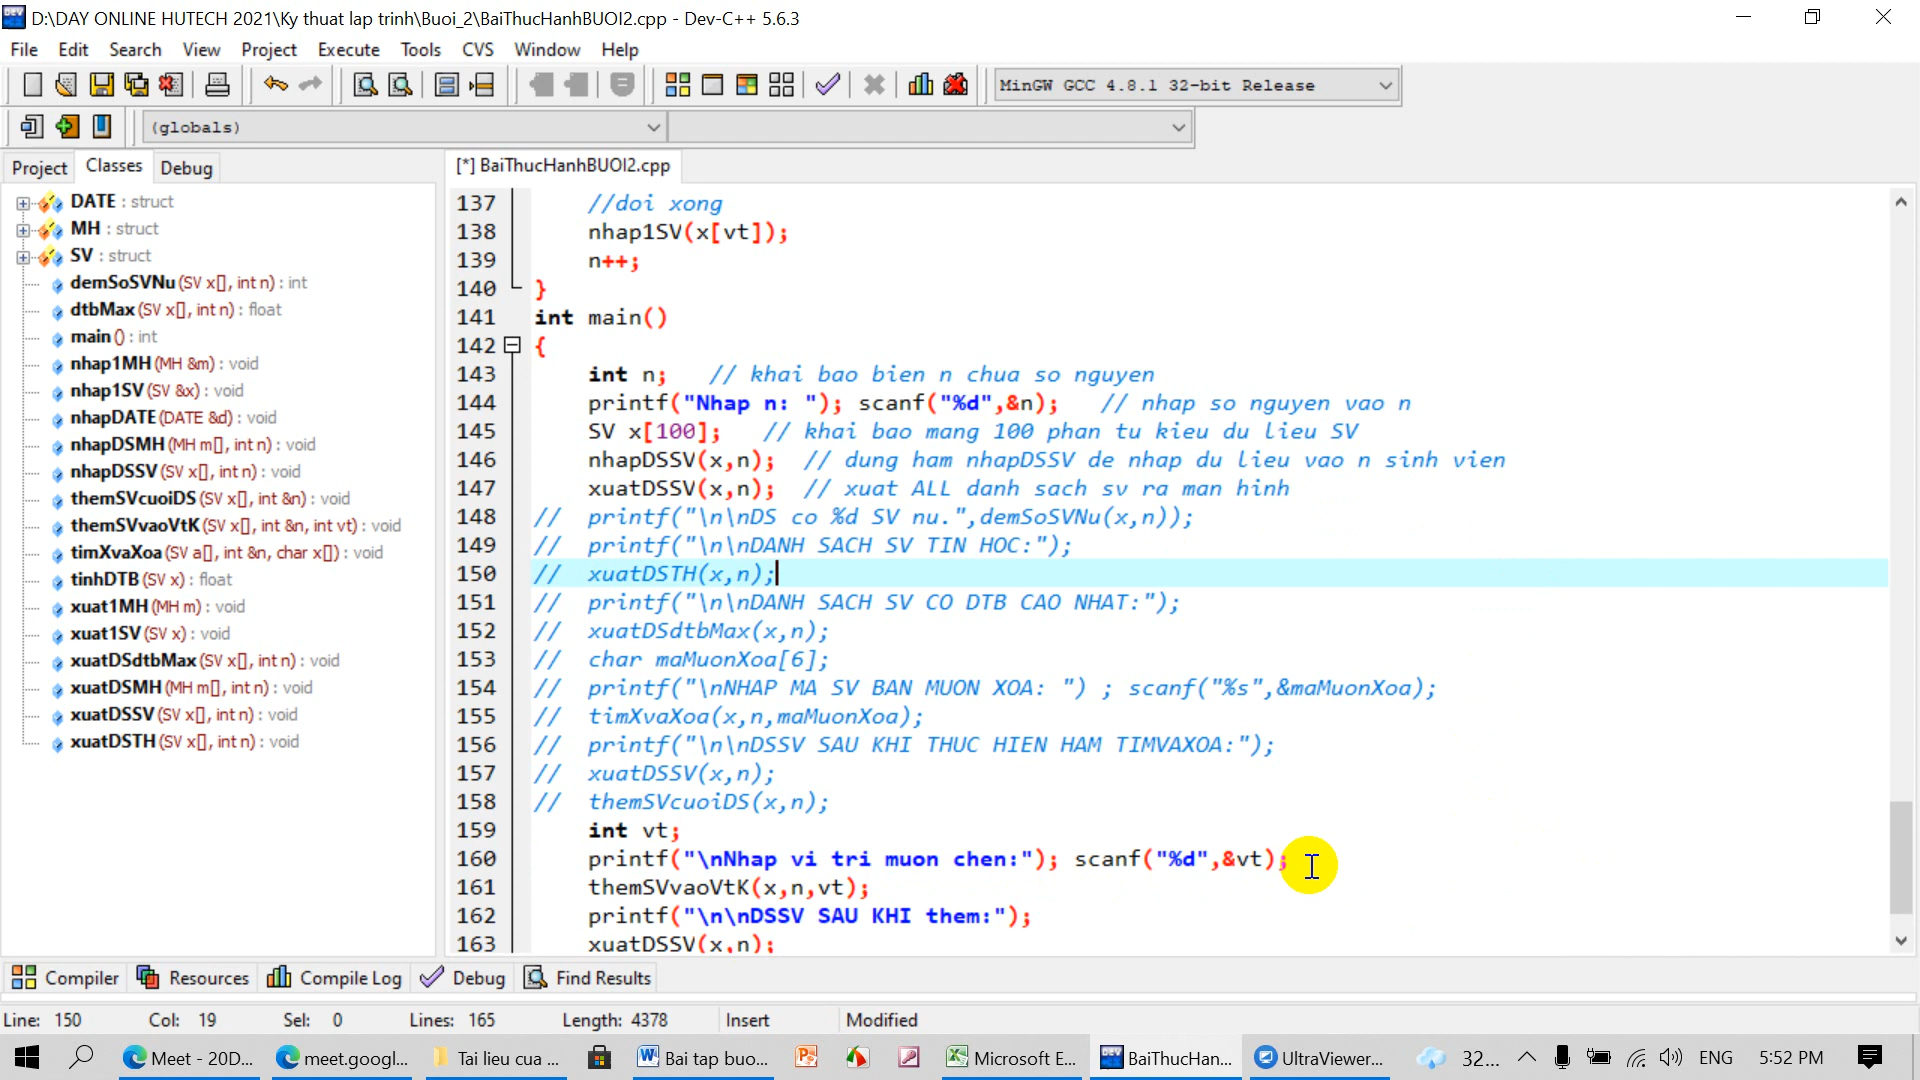 D:\DAY ONLINE HUTECH 2021\Ky thuat lap trinh\Buoi_2\BaiThucHanhBUOI2.cpp - Dev-C++ 5.6.3
File Edit Search View Project Execute Tools CVS Window Help
MinGW GCC 4.8.1 32-bit Release
(globals)
Project Classes Debug
[*] BaiThucHanhBUOI2.cpp
DATE : struct
MH : struct
SV : struct
demSoSVNu (SV x[], int n) : int
dtbMax (SV x[], int n) : float
main () : int
nhap1MH (MH &m) : void
nhap1SV (SV &x) : void
nhapDATE (DATE &d) : void
nhapDSMH (MH m[], int n) : void
nhapDSSV (SV x[], int n) : void
themSVcuoiDS (SV x[], int &n) : void
themSVvaoVtK (SV x[], int &n, int vt) : void
timXvaXoa (SV a[], int &n, char x[]) : void
tinhDTB (SV x) : float
xuat1MH (MH m) : void
xuat1SV (SV x) : void
xuatDSdtbMax (SV x[], int n) : void
xuatDSMH (MH m[], int n) : void
xuatDSSV (SV x[], int n) : void
xuatDSTH (SV x[], int n) : void
137 //doi xong
138 nhap1SV(x[vt]);
139 n++;
140 }
141 int main()
142 {
143 int n; // khai bao bien n chua so nguyen
144 printf("Nhap n: "); scanf("%d",&n); // nhap so nguyen vao n
145 SV x[100]; // khai bao mang 100 phan tu kieu du lieu SV
146 nhapDSSV(x,n); // dung ham nhapDSSV de nhap du lieu vao n sinh vien
147 xuatDSSV(x,n); // xuat ALL danh sach sv ra man hinh
148 // printf("\n\nDS co %d SV nu.",demSoSVNu(x,n));
149 // printf("\n\nDANH SACH SV TIN HOC:");
150 // xuatDSTH(x,n);
151 // printf("\n\nDANH SACH SV CO DTB CAO NHAT:");
152 // xuatDSdtbMax(x,n);
153 // char maMuonXoa[6];
154 // printf("\nNHAP MA SV BAN MUON XOA: ") ; scanf("%s",&maMuonXoa);
155 // timXvaXoa(x,n,maMuonXoa);
156 // printf("\n\nDSSV SAU KHI THUC HIEN HAM TIMVAXOA:");
157 // xuatDSSV(x,n);
158 // themSVcuoiDS(x,n);
159 int vt;
160 printf("\nNhap vi tri muon chen:"); scanf("%d",&vt);
161 themSVvaoVtK(x,n,vt);
162 printf("\n\nDSSV SAU KHI them:");
163 xuatDSSV(x,n);
Compiler Resources Compile Log Debug Find Results
Line: 150 Col: 19 Sel: 0 Lines: 165 Length: 4378 Insert Modified
Meet - 20D... meet.googl... Tai lieu cua ... Bai tap buo... Microsoft E... BaiThucHan... UltraViewer... 32... ENG 5:52 PM